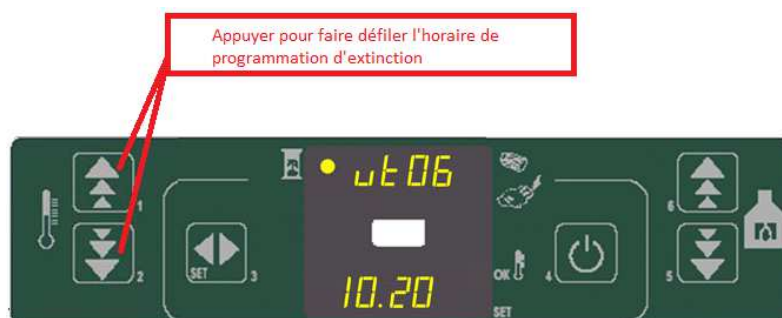 Appuyer pour faire défiler l'horaire de
programmation d'extinction
ut06
1
6
2
SET 3
OK 4
5
10.20
SET